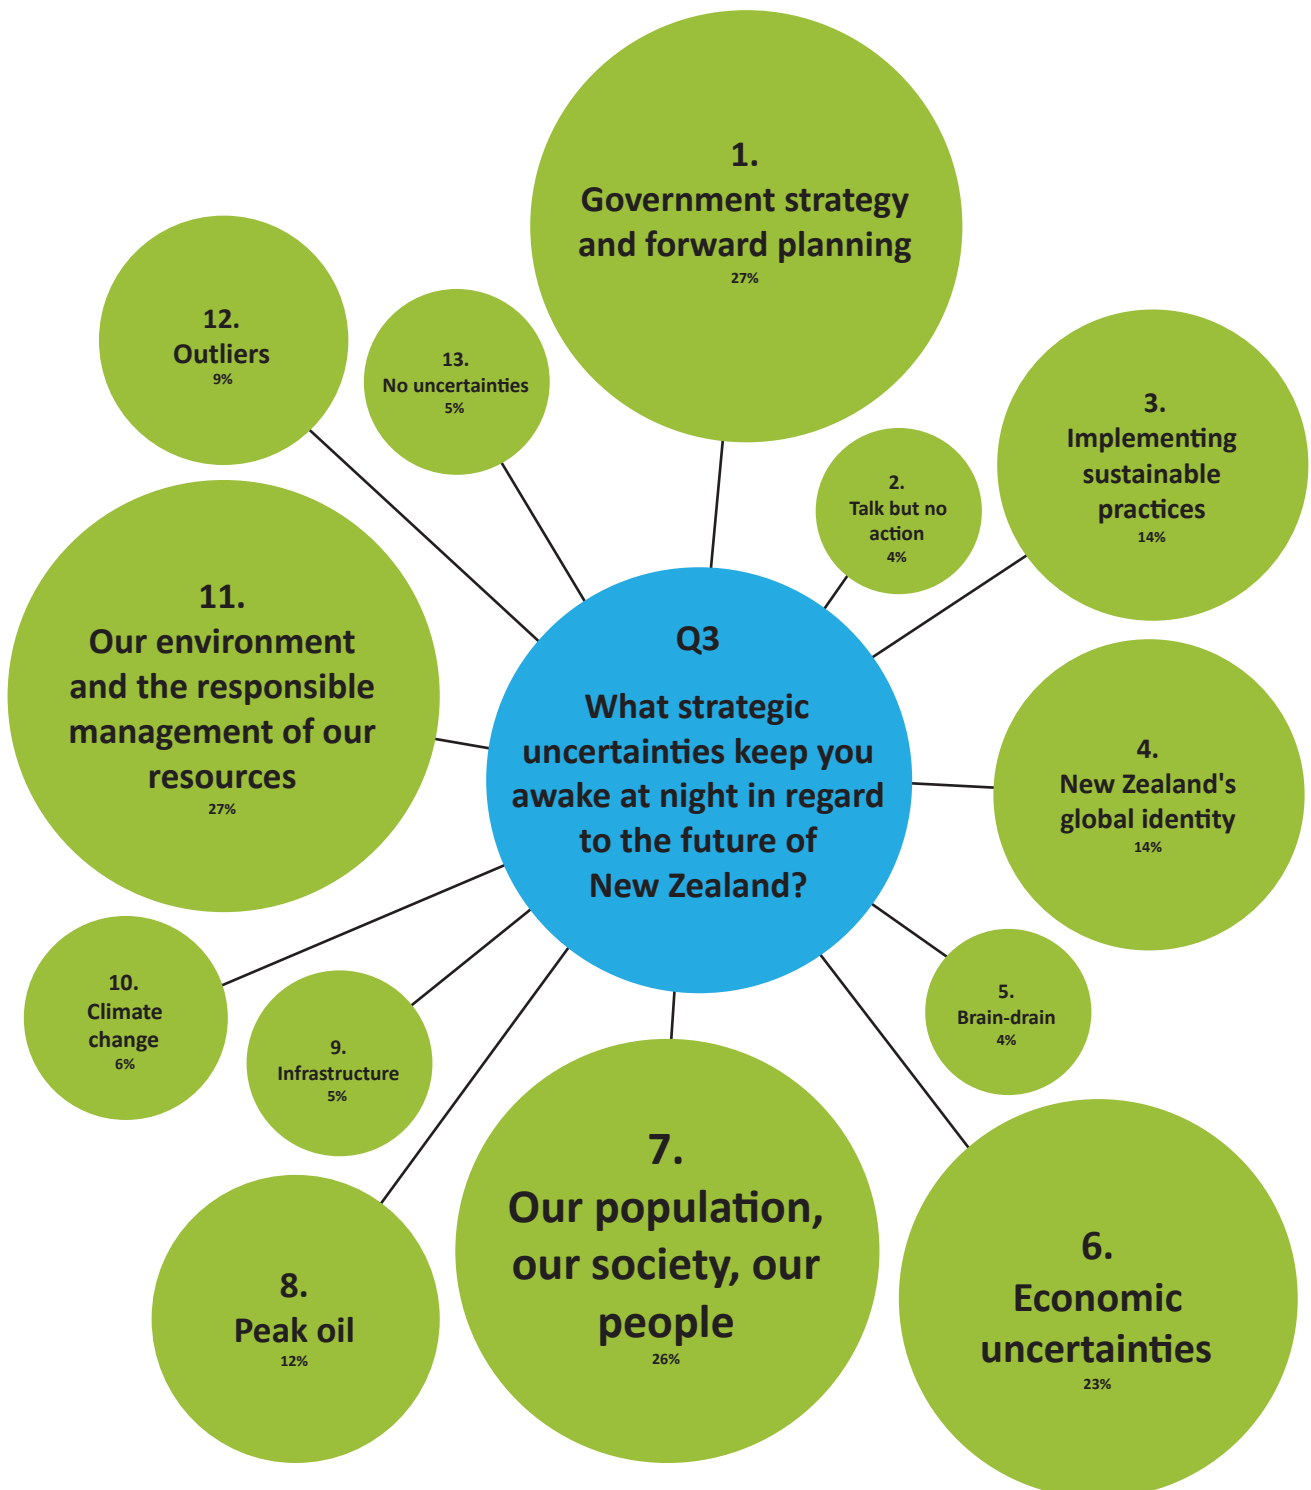 Q3
What strategic
uncertainties keep you
awake at night in regard
to the future of
New Zealand?
1.
Government strategy
and forward planning
27%
2.
Talk but no
action
4%
3.
Implementing
sustainable
practices
14%
4.
New Zealand's
global identity
14%
5.
Brain-drain
4%
6.
Economic
uncertainties
23%
7.
Our population,
our society, our
people
26%
8.
Peak oil
12%
9.
Infrastructure
5%
10.
Climate
change
6%
11.
Our environment
and the responsible
management of our
resources
27%
12.
Outliers
9%
13.
No uncertainties
5%